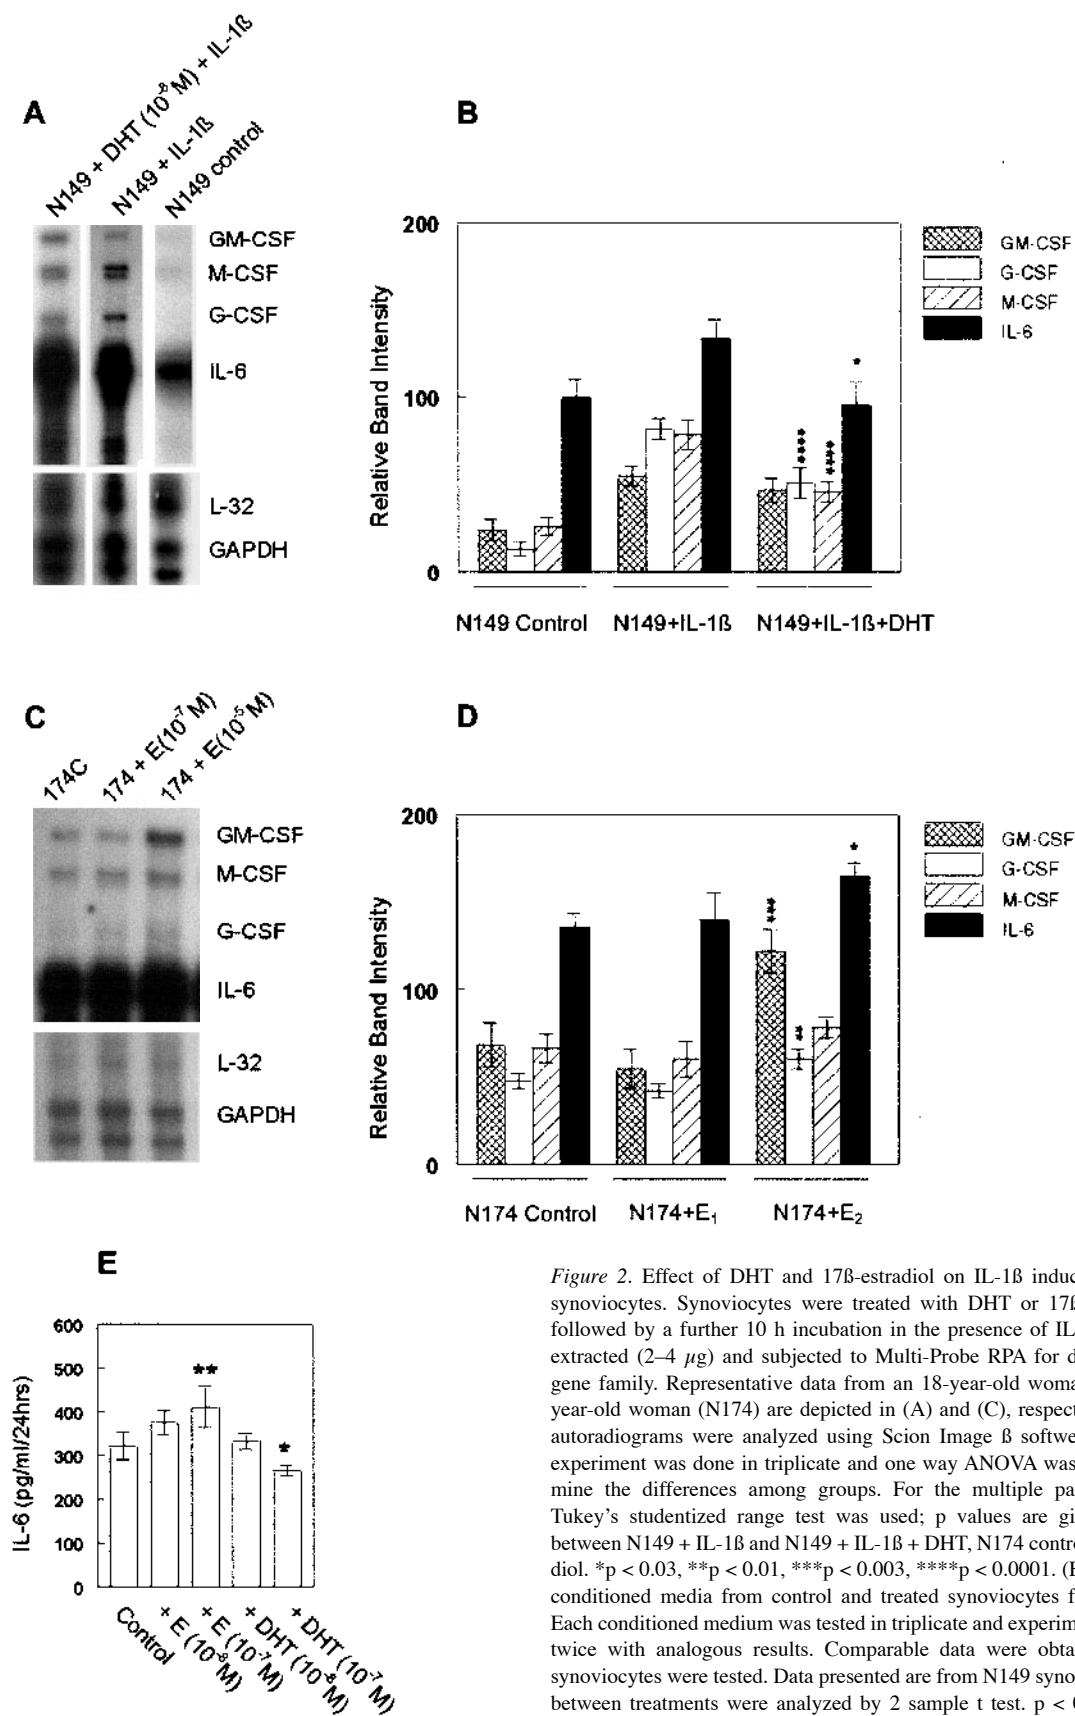 A
N149 + DHT (10⁻⁸M) + IL-1ß
N149 + IL-1ß
N149 control
GM-CSF
M-CSF
G-CSF
IL-6
L-32
GAPDH
B
Relative Band Intensity
200
100
0
GM-CSF
G-CSF
M-CSF
IL-6
****
****
*
N149 Control
N149+IL-1ß
N149+IL-1ß+DHT
C
174C
174 + E(10⁻⁷M)
174 + E(10⁻⁵M)
GM-CSF
M-CSF
G-CSF
IL-6
L-32
GAPDH
D
Relative Band Intensity
200
100
0
GM-CSF
G-CSF
M-CSF
IL-6
***
**
*
N174 Control
N174+E₁
N174+E₂
E
IL-6 (pg/ml/24hrs)
600
500
400
300
200
100
0
**
*
Control
+ E (10⁻⁸M)
+ E (10⁻⁷M)
+ DHT (10⁻⁸M)
+ DHT (10⁻⁷M)
Figure 2. Effect of DHT and 17ß-estradiol on IL-1ß induc
synoviocytes. Synoviocytes were treated with DHT or 17ß
followed by a further 10 h incubation in the presence of IL
extracted (2–4 µg) and subjected to Multi-Probe RPA for d
gene family. Representative data from an 18-year-old woma
year-old woman (N174) are depicted in (A) and (C), respect
autoradiograms were analyzed using Scion Image ß softwe
experiment was done in triplicate and one way ANOVA was
mine the differences among groups. For the multiple pa
Tukey's studentized range test was used; p values are gi
between N149 + IL-1ß and N149 + IL-1ß + DHT, N174 contro
diol. *p < 0.03, **p < 0.01, ***p < 0.003, ****p < 0.0001. (E
conditioned media from control and treated synoviocytes f
Each conditioned medium was tested in triplicate and experim
twice with analogous results. Comparable data were obta
synoviocytes were tested. Data presented are from N149 syno
between treatments were analyzed by 2 sample t test. p < 0